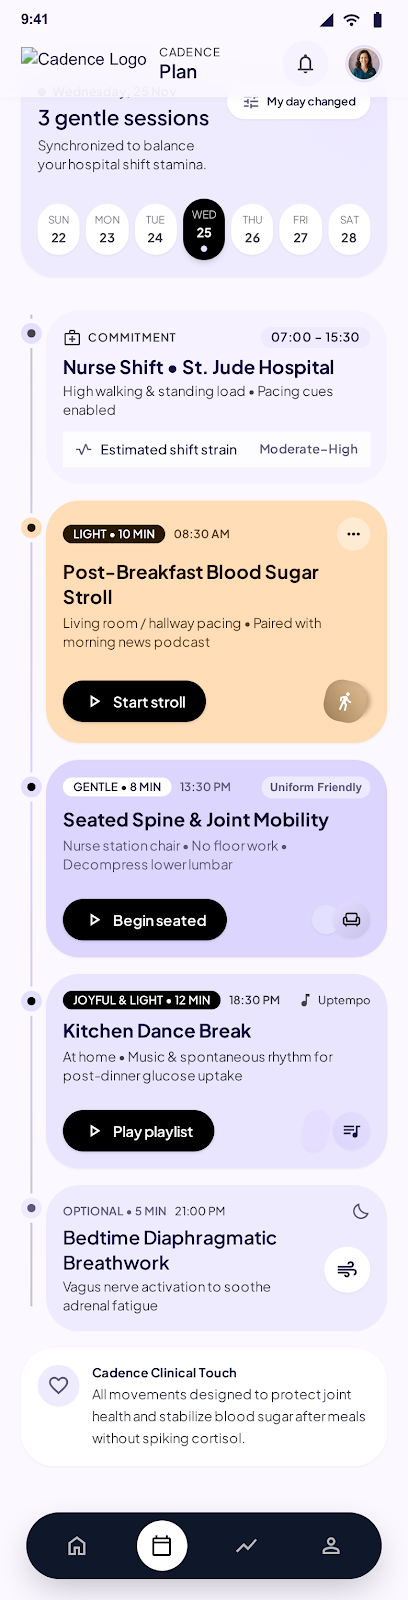 9:41
Cadence Logo
CADENCE
Plan
Wednesday, 25 Nov
3 gentle sessions
My day changed
Synchronized to balance
your hospital shift stamina.
SUN MON TUE WED THU FRI SAT
22 23 24 25 26 27 28
COMMITMENT 07:00 – 15:30
Nurse Shift • St. Jude Hospital
High walking & standing load • Pacing cues
enabled
Estimated shift strain Moderate–High
LIGHT • 10 MIN 08:30 AM
Post-Breakfast Blood Sugar
Stroll
Living room / hallway pacing • Paired with
morning news podcast
Start stroll
GENTLE • 8 MIN 13:30 PM Uniform Friendly
Seated Spine & Joint Mobility
Nurse station chair • No floor work •
Decompress lower lumbar
Begin seated
JOYFUL & LIGHT • 12 MIN 18:30 PM Uptempo
Kitchen Dance Break
At home • Music & spontaneous rhythm for
post-dinner glucose uptake
Play playlist
OPTIONAL • 5 MIN 21:00 PM
Bedtime Diaphragmatic
Breathwork
Vagus nerve activation to soothe
adrenal fatigue
Cadence Clinical Touch
All movements designed to protect joint
health and stabilize blood sugar after meals
without spiking cortisol.